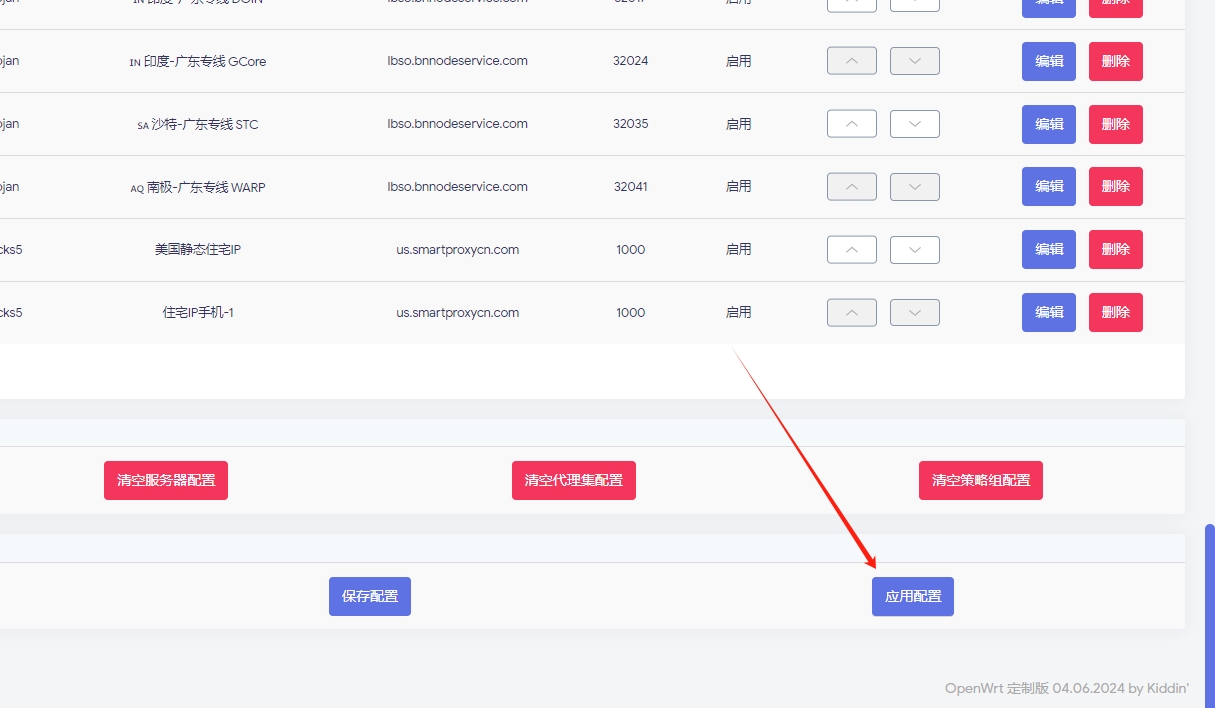 IN 印度-广东专线 GCore lbso.bnnodeservice.com 32024 启用 编辑 删除
SA 沙特-广东专线 STC lbso.bnnodeservice.com 32035 启用 编辑 删除
AQ 南极-广东专线 WARP lbso.bnnodeservice.com 32041 启用 编辑 删除
美国静态住宅IP us.smartproxycn.com 1000 启用 编辑 删除
住宅IP手机-1 us.smartproxycn.com 1000 启用 编辑 删除
清空服务器配置 清空代理集配置 清空策略组配置
保存配置 应用配置
OpenWrt 定制版 04.06.2024 by Kiddin'